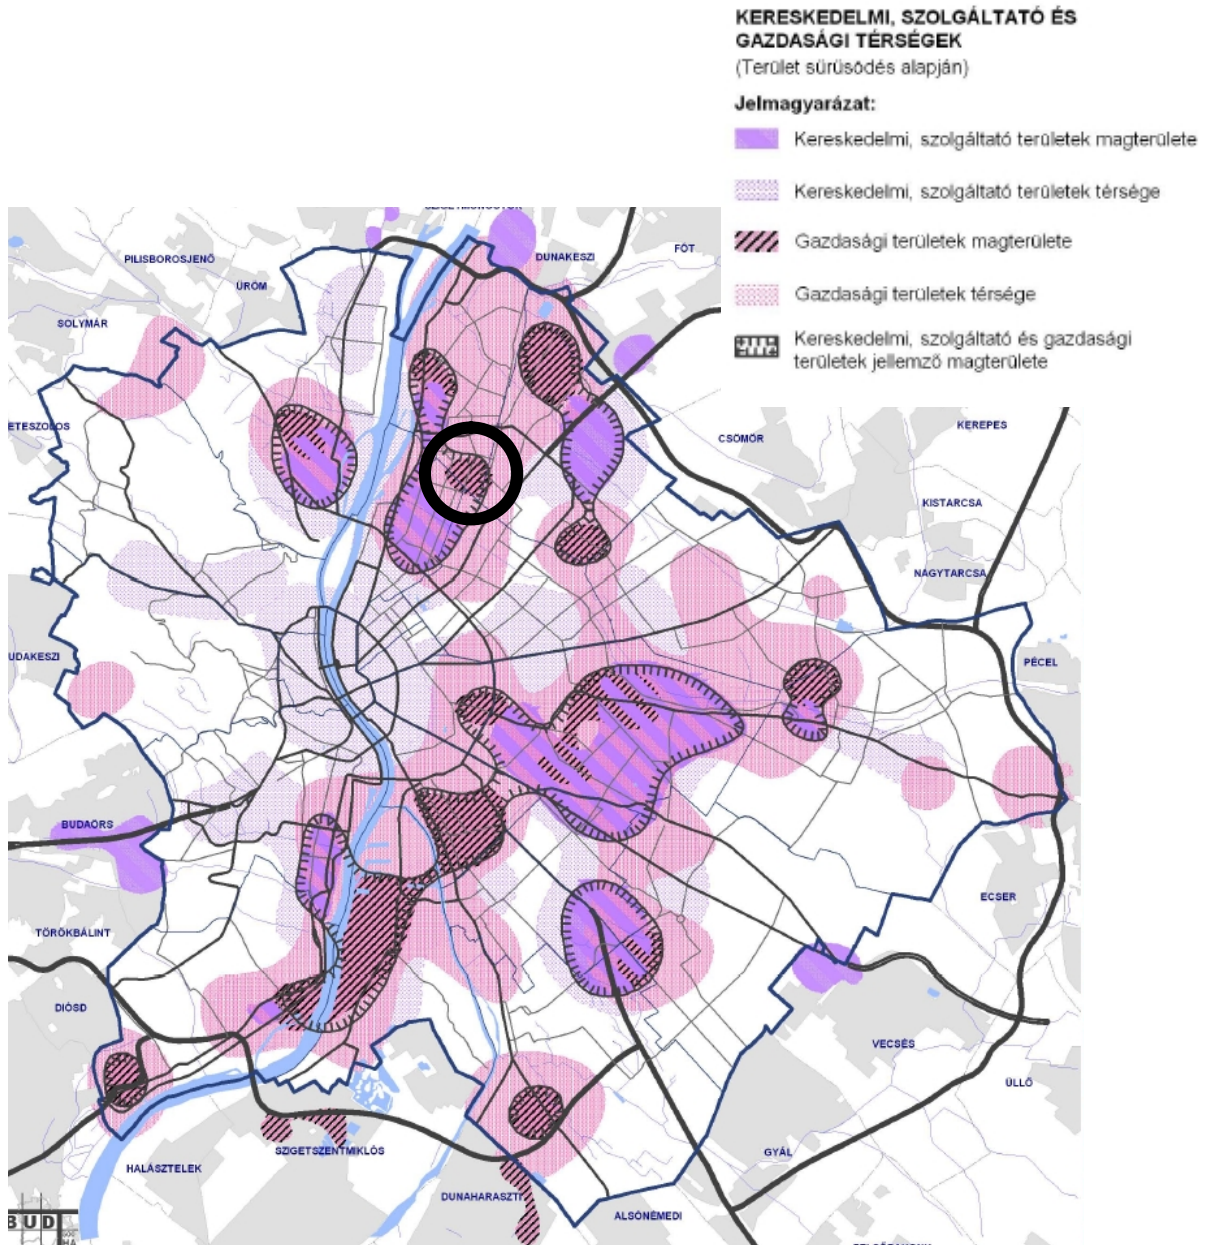 KERESKEDELMI, SZOLGÁLTATÓ ÉS
GAZDASÁGI TÉRSÉGEK
(Terület sűrűsödés alapján)
Jelmagyarázat:
Kereskedelmi, szolgáltató területek magterülete
Kereskedelmi, szolgáltató területek térsége
Gazdasági területek magterülete
Gazdasági területek térsége
Kereskedelmi, szolgáltató és gazdasági
területek jellemző magterülete
DUNAKESZI
FÓT
PILISBOROSJENŐ
ÜRÖM
SOLYMÁR
CSÖMÖR
KEREPES
KISTARCSA
NAGYTARCSA
UDAKESZI
PÉCEL
BUDAÖRS
ECSER
TÖRÖKBÁLINT
DIÓSD
VECSÉS
ÜLLŐ
SZIGETSZENTMIKLÓS
GYÁL
HALÁSZTELEK
DUNAHARASZTI
ALSÓNÉMEDI
BUD